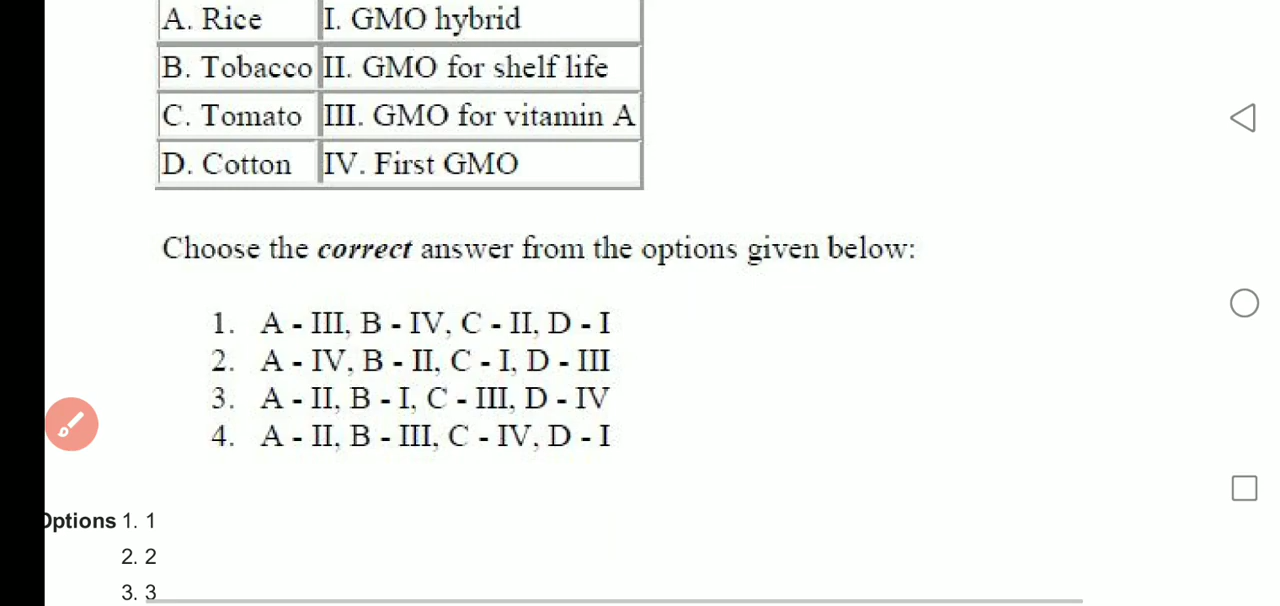 A. Rice I. GMO hybrid
B. Tobacco II. GMO for shelf life
C. Tomato III. GMO for vitamin A
D. Cotton IV. First GMO
Choose the correct answer from the options given below:
1. A - III, B - IV, C - II, D - I
2. A - IV, B - II, C - I, D - III
3. A - II, B - I, C - III, D - IV
4. A - II, B - III, C - IV, D - I
Options 1. 1
2. 2
3. 3